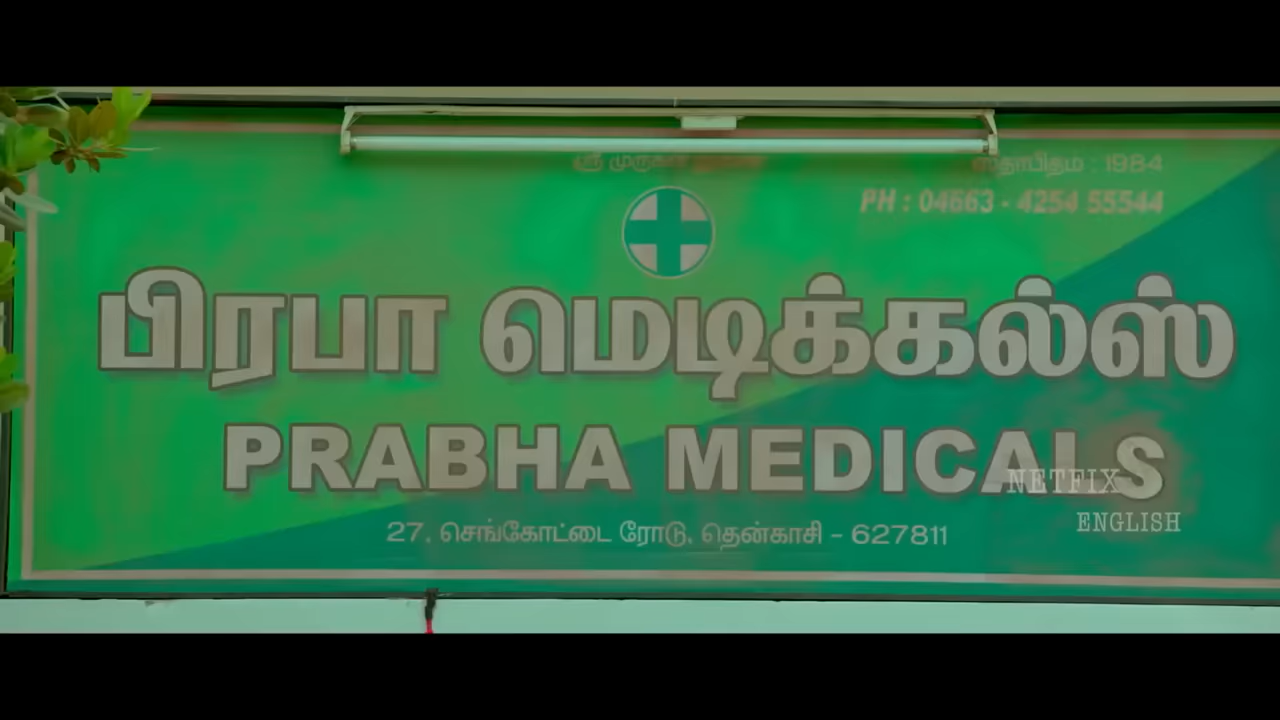 ஸ்ரீ முருகா
ஸ்தாபிதம் : 1984
PH : 04663 - 4254 55544
பிரபா மெடிக்கல்ஸ்
PRABHA MEDICALS
NETFIX
ENGLISH
27, செங்கோட்டை ரோடு, தென்காசி - 627811